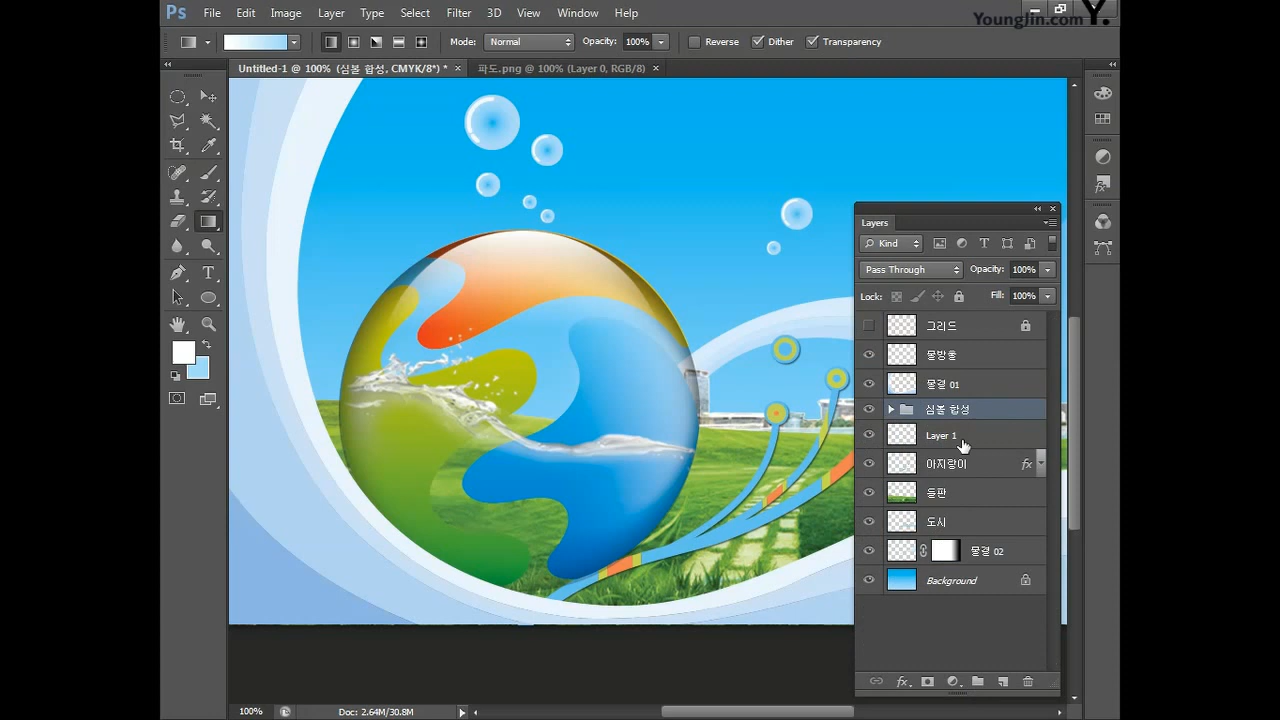 Ps File Edit Image Layer Type Select Filter 3D View Window Help
YoungJin.com Y.
Mode: Normal Opacity: 100% Reverse Dither Transparency
Untitled-1 @ 100% (심볼 합성, CMYK/8*) * × 파도.png @ 100% (Layer 0, RGB/8) ×
Layers
Kind
Pass Through Opacity: 100%
Lock: Fill: 100%
그리드
물방울
물결 01
심볼 합성
Layer 1
아지랑이 fx
들판
도시
물결 02
Background
100% Doc: 2.64M/30.8M